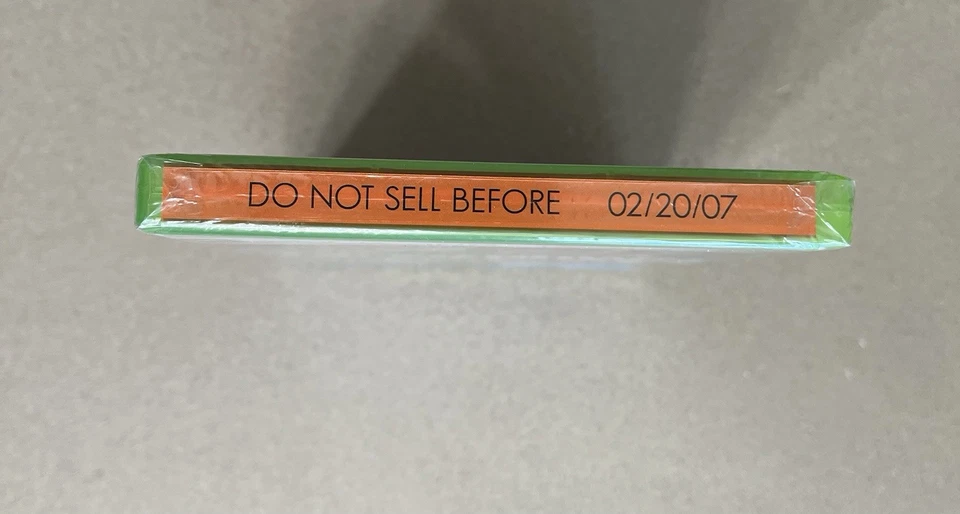 DO NOT SELL BEFORE 02/20/07